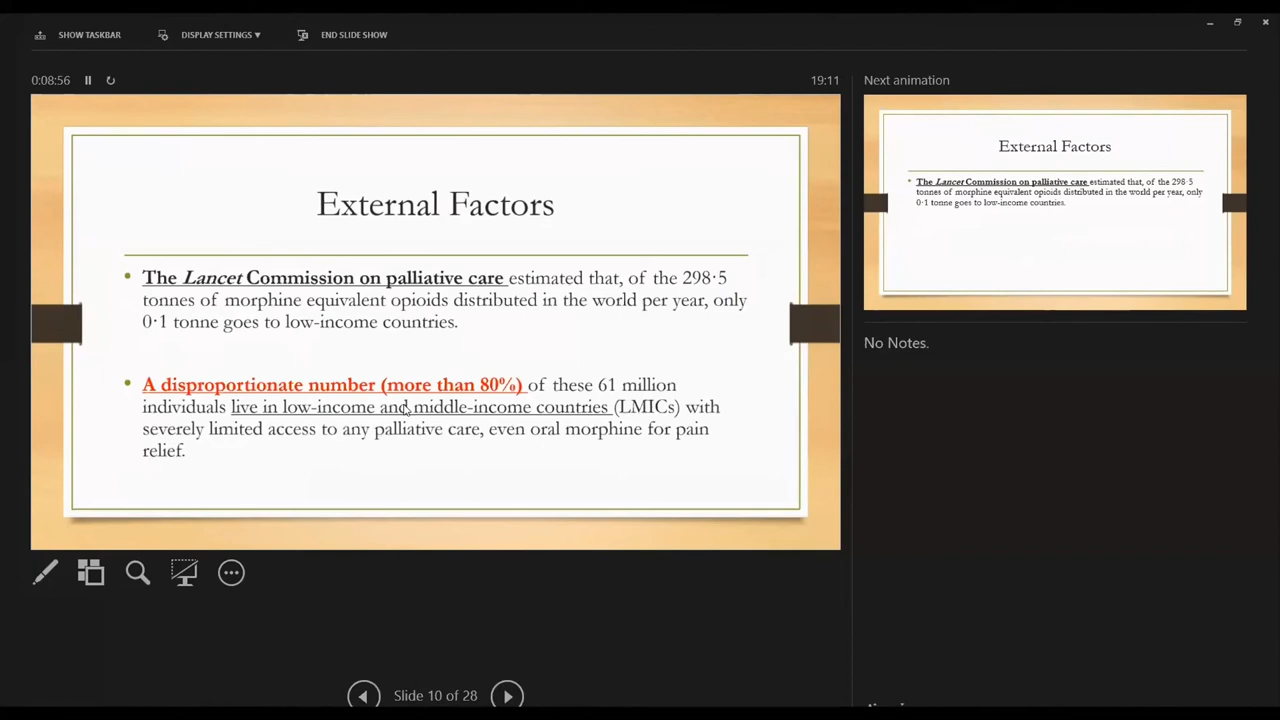 SHOW TASKBAR
DISPLAY SETTINGS ▼
END SLIDE SHOW
0:08:56
19:11
Next animation
External Factors
• The Lancet Commission on palliative care estimated that, of the 298·5
tonnes of morphine equivalent opioids distributed in the world per year, only
0·1 tonne goes to low-income countries.
• A disproportionate number (more than 80%) of these 61 million
individuals live in low-income and middle-income countries (LMICs) with
severely limited access to any palliative care, even oral morphine for pain
relief.
External Factors
• The Lancet Commission on palliative care estimated that, of the 298·5
tonnes of morphine equivalent opioids distributed in the world per year, only
0·1 tonne goes to low-income countries.
No Notes.
Slide 10 of 28